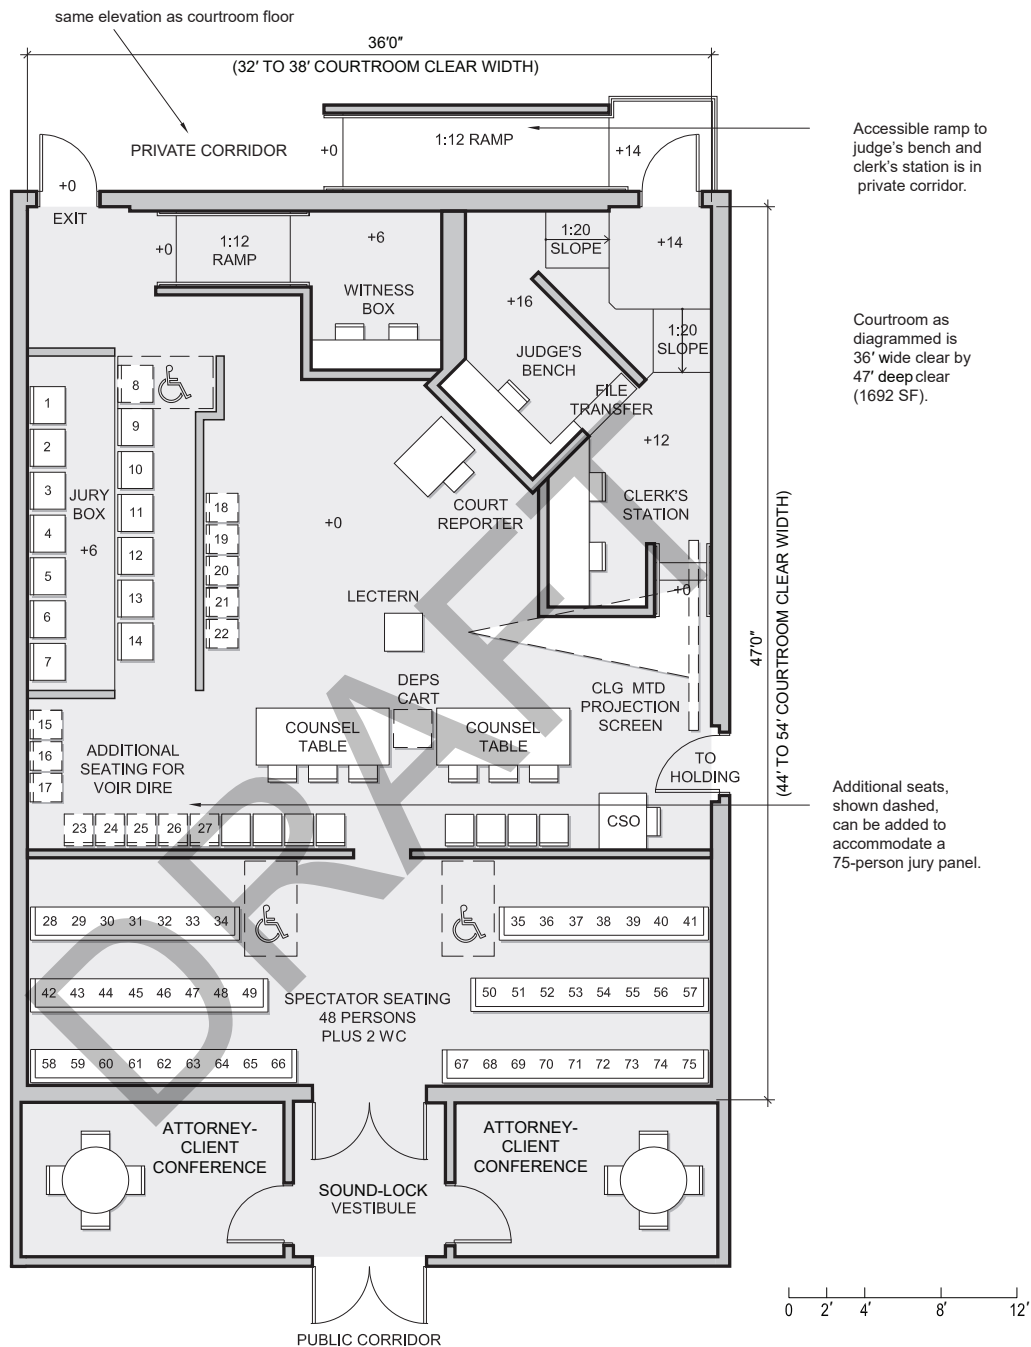 same elevation as courtroom floor
36'0"
(32' TO 38' COURTROOM CLEAR WIDTH)
PRIVATE CORRIDOR
+0
1:12 RAMP
+14
Accessible ramp to
judge's bench and
clerk's station is in
private corridor.
+0
EXIT
+0
1:12
RAMP
+6
WITNESS
BOX
1:20
SLOPE
+14
+16
JUDGE'S
BENCH
1:20
SLOPE
FILE
TRANSFER
+12
Courtroom as
diagrammed is
36' wide clear by
47' deep clear
(1692 SF).
1
2
3
4
5
6
7
JURY
BOX
+6
8
9
10
11
12
13
14
18
19
20
21
22
+0
COURT
REPORTER
CLERK'S
STATION
+0
LECTERN
DEPS
CART
CLG MTD
PROJECTION
SCREEN
47'0"
(44' TO 54' COURTROOM CLEAR WIDTH)
15
16
17
ADDITIONAL
SEATING FOR
VOIR DIRE
COUNSEL
TABLE
COUNSEL
TABLE
TO
HOLDING
CSO
Additional seats,
shown dashed,
can be added to
accommodate a
75-person jury panel.
23 24 25 26 27
28 29 30 31 32 33 34
35 36 37 38 39 40 41
42 43 44 45 46 47 48 49
50 51 52 53 54 55 56 57
SPECTATOR SEATING
48 PERSONS
PLUS 2 WC
58 59 60 61 62 63 64 65 66
67 68 69 70 71 72 73 74 75
ATTORNEY-
CLIENT
CONFERENCE
ATTORNEY-
CLIENT
CONFERENCE
SOUND-LOCK
VESTIBULE
PUBLIC CORRIDOR
0 2' 4' 8' 12'
DRAFT